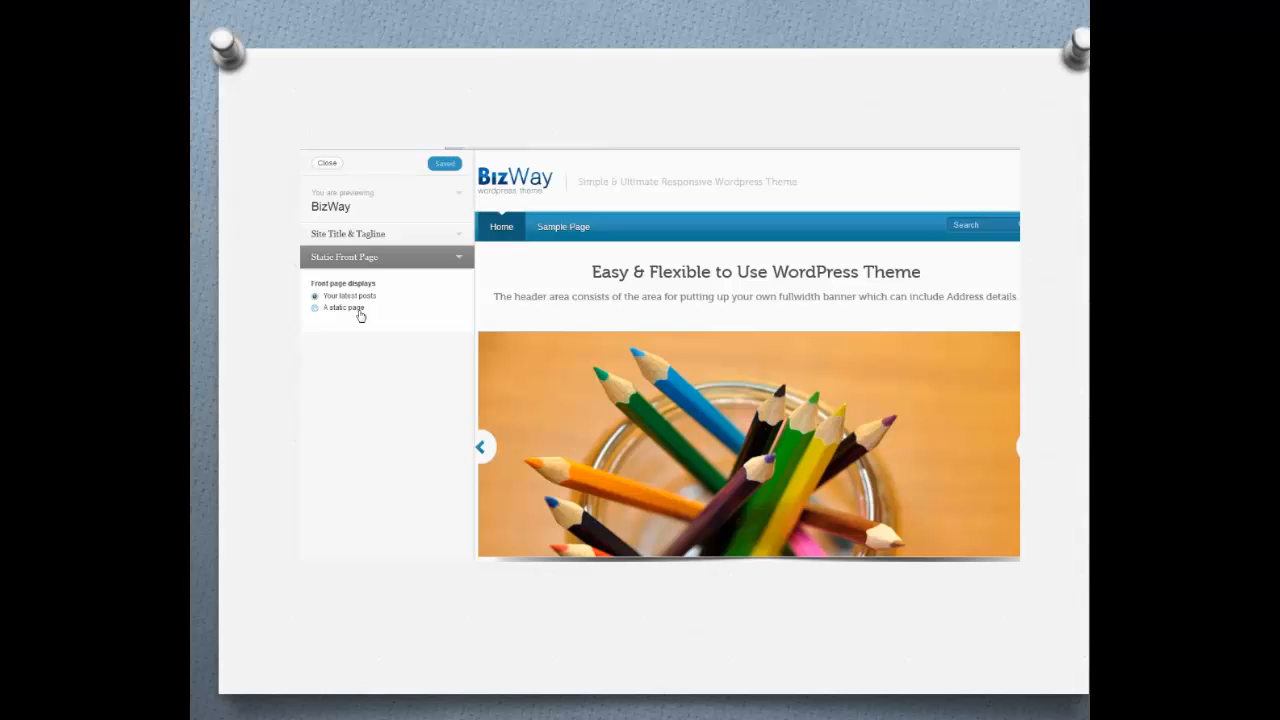 Close
Saved
You are previewing
BizWay
Site Title & Tagline
Static Front Page
Front page displays
Your latest posts
A static page
BizWay
wordpress theme
Simple & Ultimate Responsive Wordpress Theme
Home
Sample Page
Search
Easy & Flexible to Use WordPress Theme
The header area consists of the area for putting up your own fullwidth banner which can include Address details.